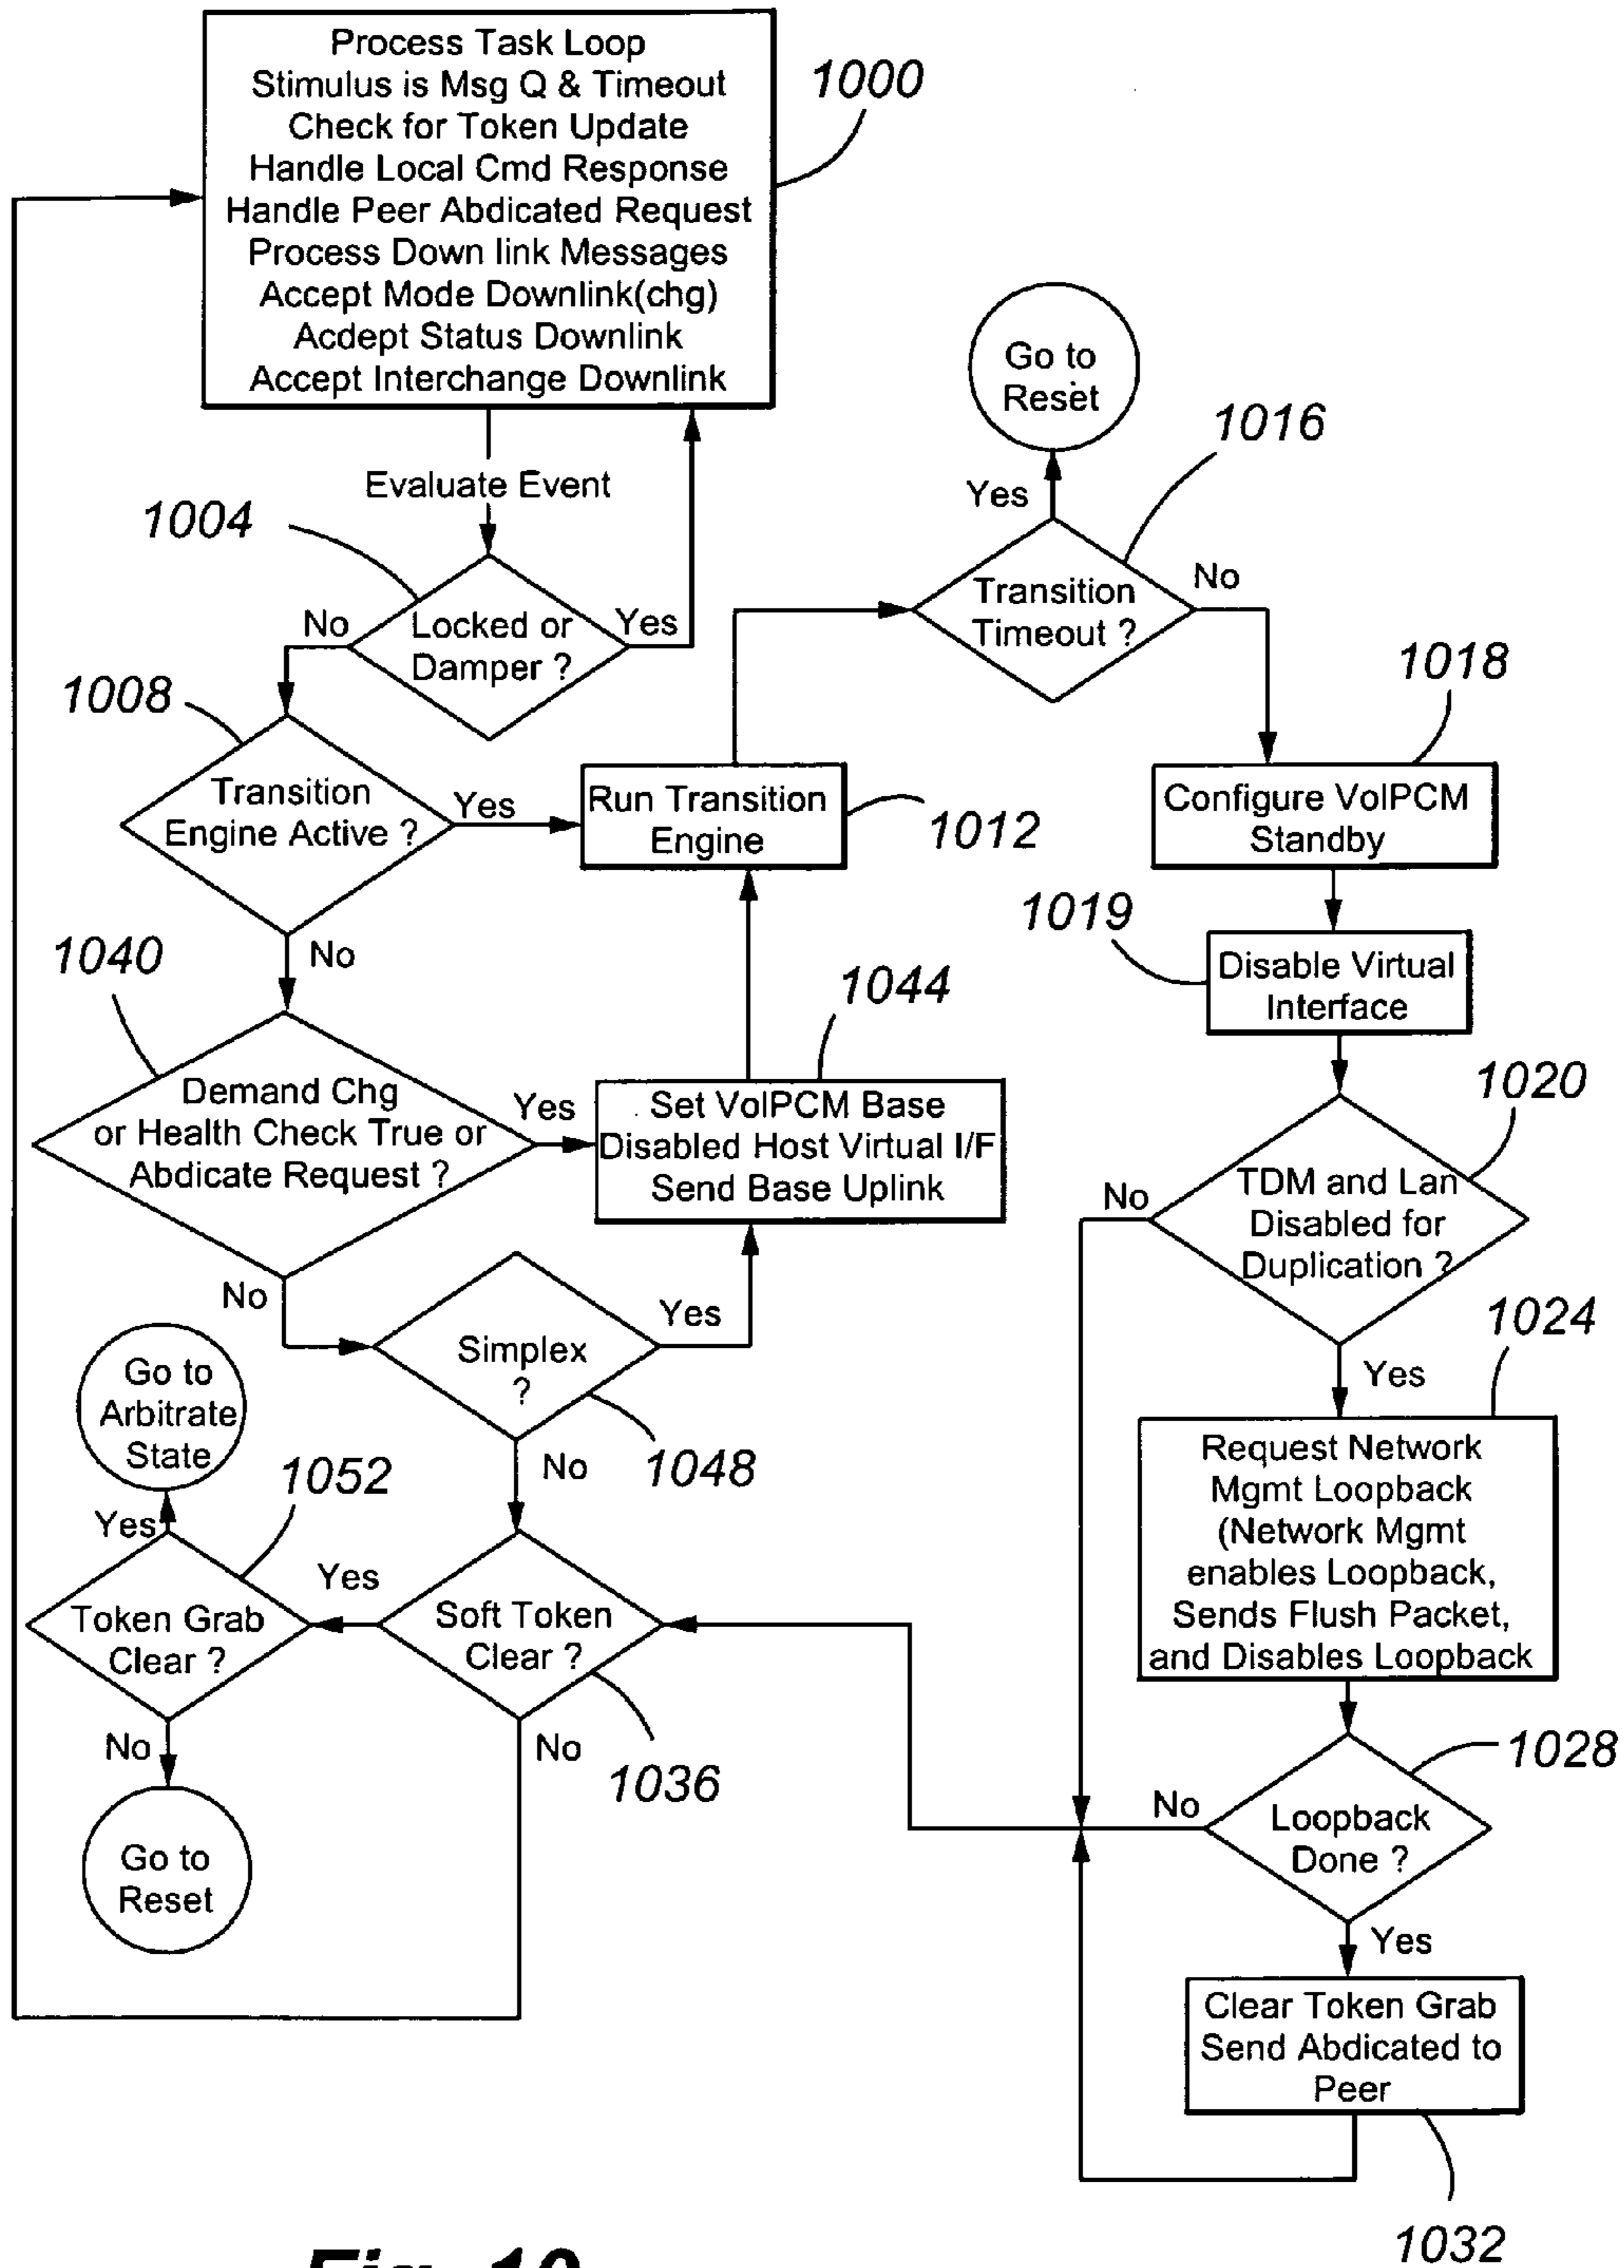 Process Task Loop
Stimulus is Msg Q & Timeout
Check for Token Update
Handle Local Cmd Response
Handle Peer Abdicated Request
Process Down link Messages
Accept Mode Downlink(chg)
Acdept Status Downlink
Accept Interchange Downlink
1000
Evaluate Event
1004
Locked or
Damper ?
No
Yes
1008
Transition
Engine Active ?
Yes
No
Run Transition
Engine
1012
Go to
Reset
Yes
1016
Transition
Timeout ?
No
1018
Configure VoIPCM
Standby
1019
Disable Virtual
Interface
1020
TDM and Lan
Disabled for
Duplication ?
No
Yes
1024
Request Network
Mgmt Loopback
(Network Mgmt
enables Loopback,
Sends Flush Packet,
and Disables Loopback
1028
Loopback
Done ?
No
Yes
Clear Token Grab
Send Abdicated to
Peer
1032
1040
Demand Chg
or Health Check True or
Abdicate Request ?
Yes
No
1044
Set VoIPCM Base
Disabled Host Virtual I/F
Send Base Uplink
Simplex
?
Yes
No
1048
Go to
Arbitrate
State
1052
Yes
Token Grab
Clear ?
No
Yes
Soft Token
Clear ?
No
1036
Go to
Reset
Fig. 10